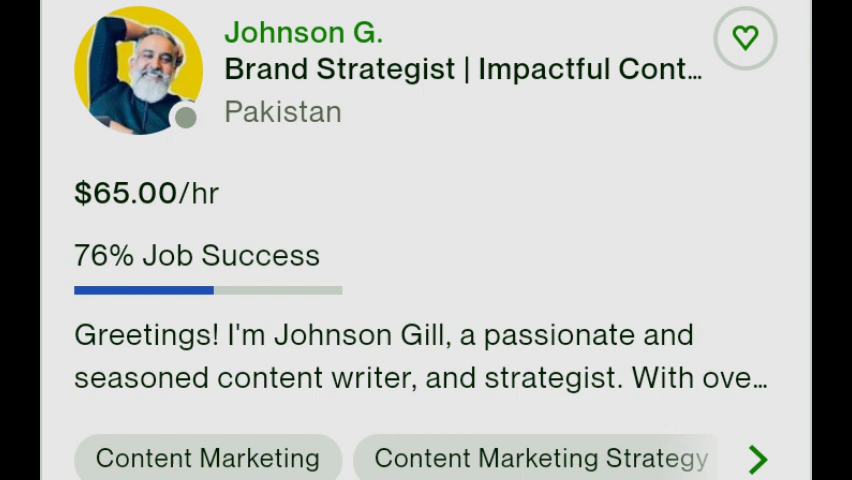 Johnson G.
Brand Strategist | Impactful Cont...
Pakistan
$65.00/hr
76% Job Success
Greetings! I'm Johnson Gill, a passionate and
seasoned content writer, and strategist. With ove...
Content Marketing Content Marketing Strategy